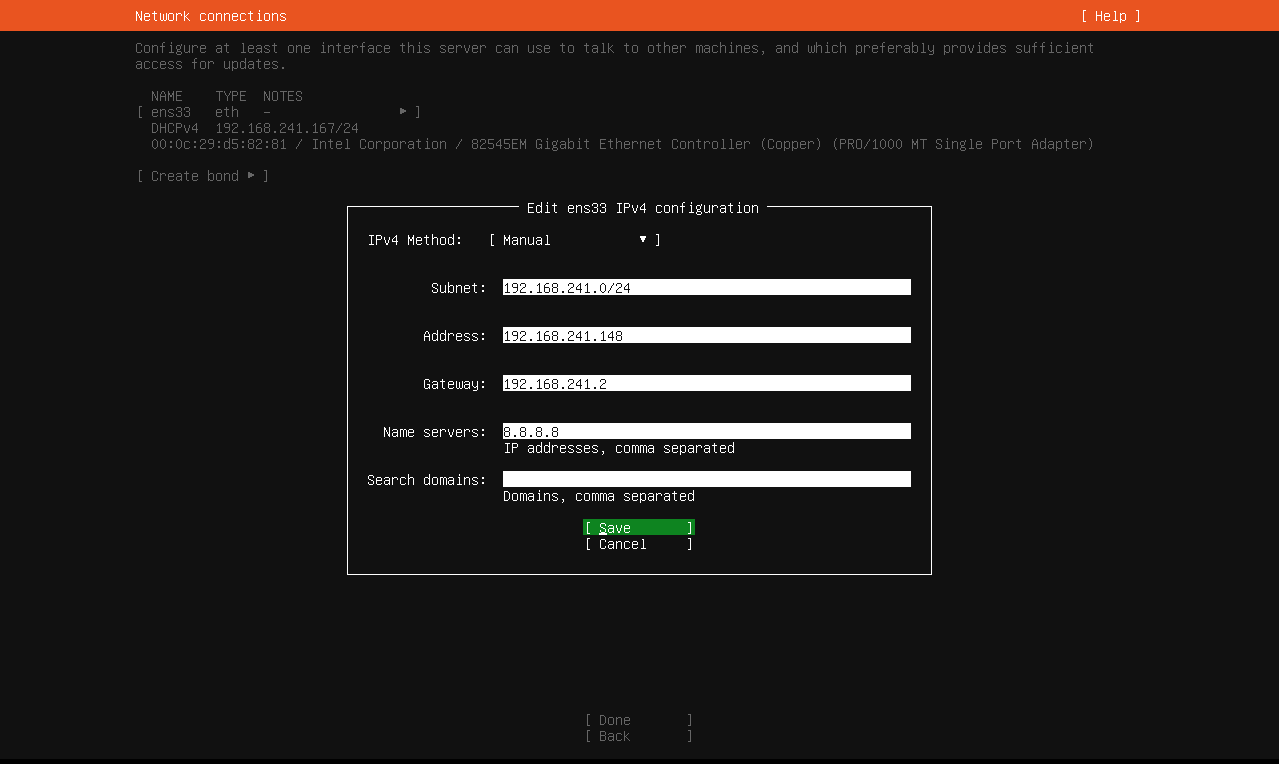 Network connections [ Help ]
Configure at least one interface this server can use to talk to other machines, and which preferably provides sufficient
access for updates.
NAME TYPE NOTES
[ ens33 eth – ▸ ]
DHCPv4 192.168.241.167/24
00:0c:29:d5:82:81 / Intel Corporation / 82545EM Gigabit Ethernet Controller (Copper) (PRO/1000 MT Single Port Adapter)
[ Create bond ▸ ]
Edit ens33 IPv4 configuration
IPv4 Method: [ Manual ▾ ]
Subnet: 192.168.241.0/24
Address: 192.168.241.148
Gateway: 192.168.241.2
Name servers: 8.8.8.8
IP addresses, comma separated
Search domains:
Domains, comma separated
[ Save ]
[ Cancel ]
[ Done ]
[ Back ]